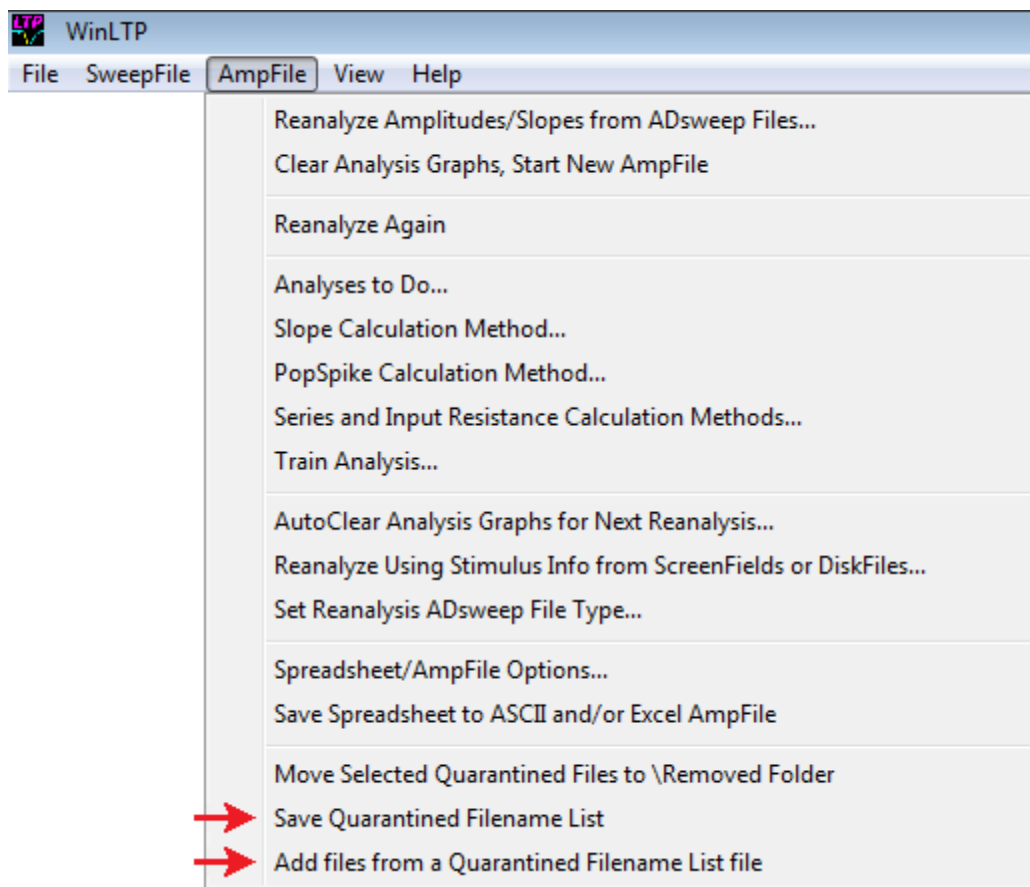 LTP WinLTP
File SweepFile AmpFile View Help
Reanalyze Amplitudes/Slopes from ADsweep Files...
Clear Analysis Graphs, Start New AmpFile
Reanalyze Again
Analyses to Do...
Slope Calculation Method...
PopSpike Calculation Method...
Series and Input Resistance Calculation Methods...
Train Analysis...
AutoClear Analysis Graphs for Next Reanalysis...
Reanalyze Using Stimulus Info from ScreenFields or DiskFiles...
Set Reanalysis ADsweep File Type...
Spreadsheet/AmpFile Options...
Save Spreadsheet to ASCII and/or Excel AmpFile
Move Selected Quarantined Files to \Removed Folder
Save Quarantined Filename List
Add files from a Quarantined Filename List file